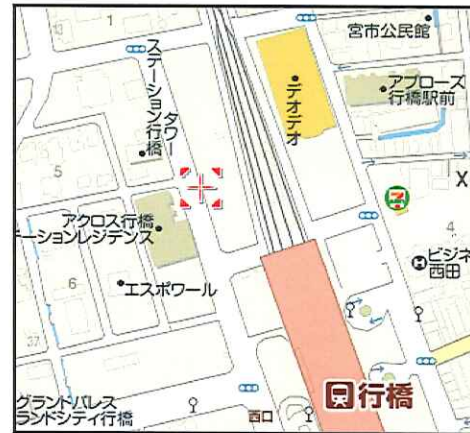 1
3
宮市公民館
ステーション行橋
タワー
デオデオ
アプローズ
行橋駅前
5
X
アクロス行橋
ーションレジデンス
4
ビジネ
西田
H
エスポワール
6
37
グランドパレス
ランドシティ行橋
西口
行橋